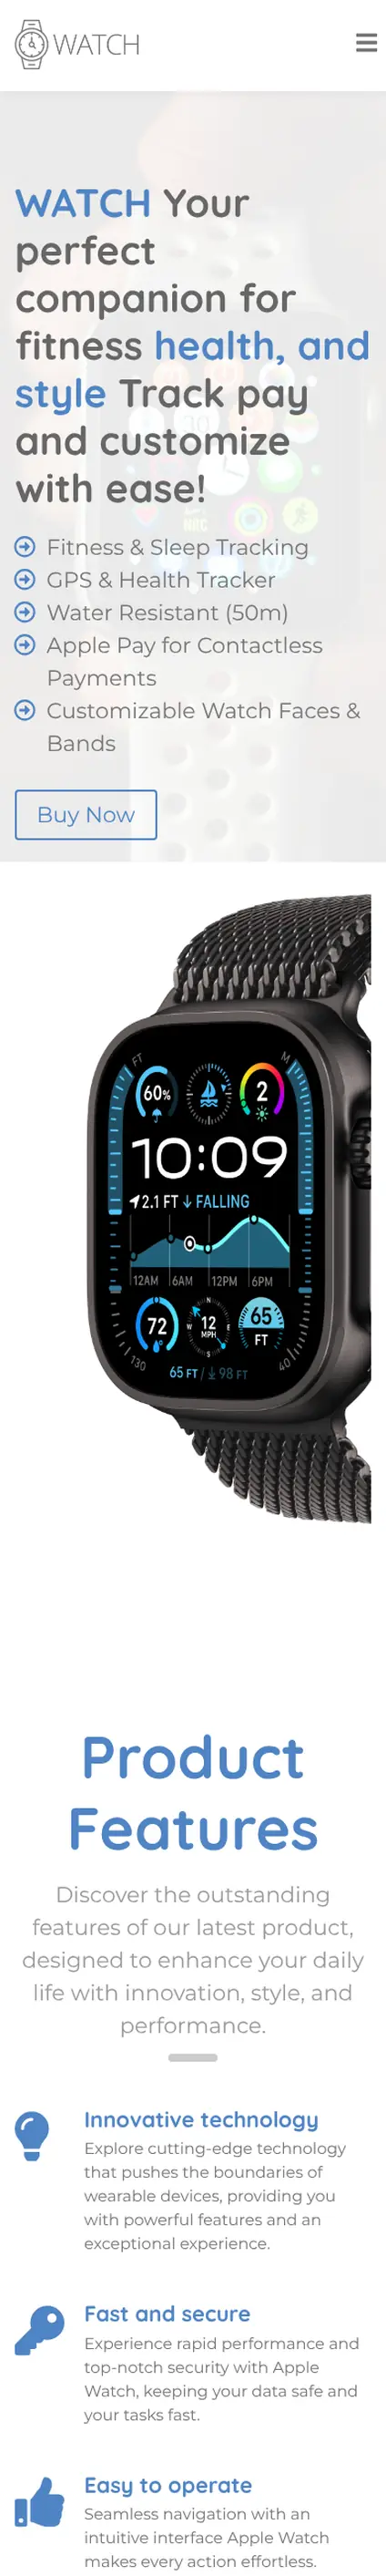 WATCH
WATCH Your
perfect
companion for
fitness health, and
style Track pay
and customize
with ease!
Fitness & Sleep Tracking
GPS & Health Tracker
Water Resistant (50m)
Apple Pay for Contactless
Payments
Customizable Watch Faces &
Bands
Buy Now
FT
M
60%
2
10:09
2.1 FT ↓ FALLING
12AM 6AM 12PM 6PM
72
N
W 12 E
MPH
S
65
FT
130
40
65 FT / 98 FT
Product
Features
Discover the outstanding
features of our latest product,
designed to enhance your daily
life with innovation, style, and
performance.
Innovative technology
Explore cutting-edge technology
that pushes the boundaries of
wearable devices, providing you
with powerful features and an
exceptional experience.
Fast and secure
Experience rapid performance and
top-notch security with Apple
Watch, keeping your data safe and
your tasks fast.
Easy to operate
Seamless navigation with an
intuitive interface Apple Watch
makes every action effortless.